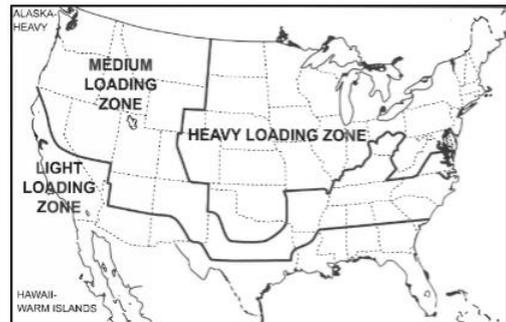 ALASKA-
HEAVY
MEDIUM
LOADING
ZONE
HEAVY LOADING ZONE
LIGHT
LOADING
ZONE
HAWAII-
WARM ISLANDS